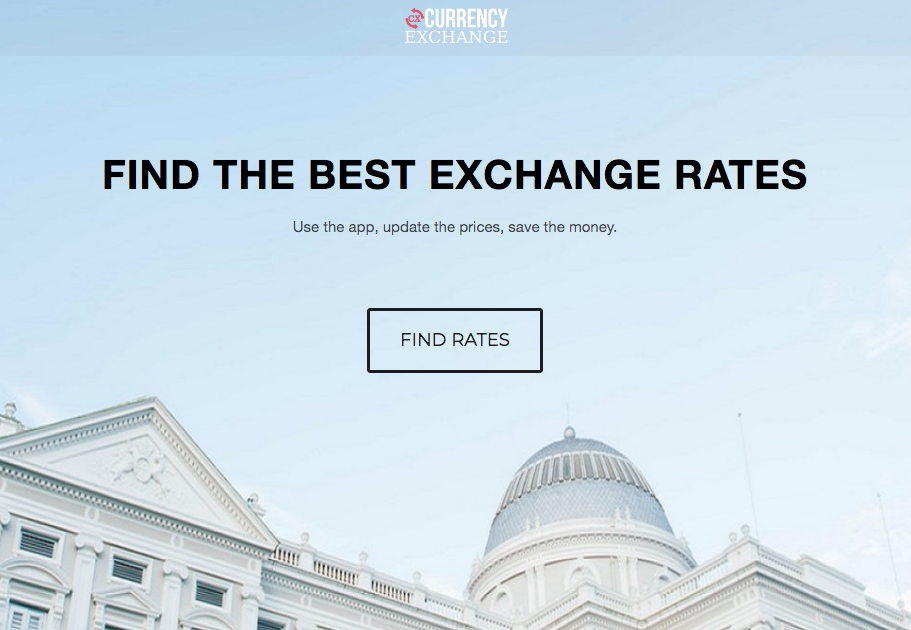 CX CURRENCY
EXCHANGE
FIND THE BEST EXCHANGE RATES
Use the app, update the prices, save the money.
FIND RATES